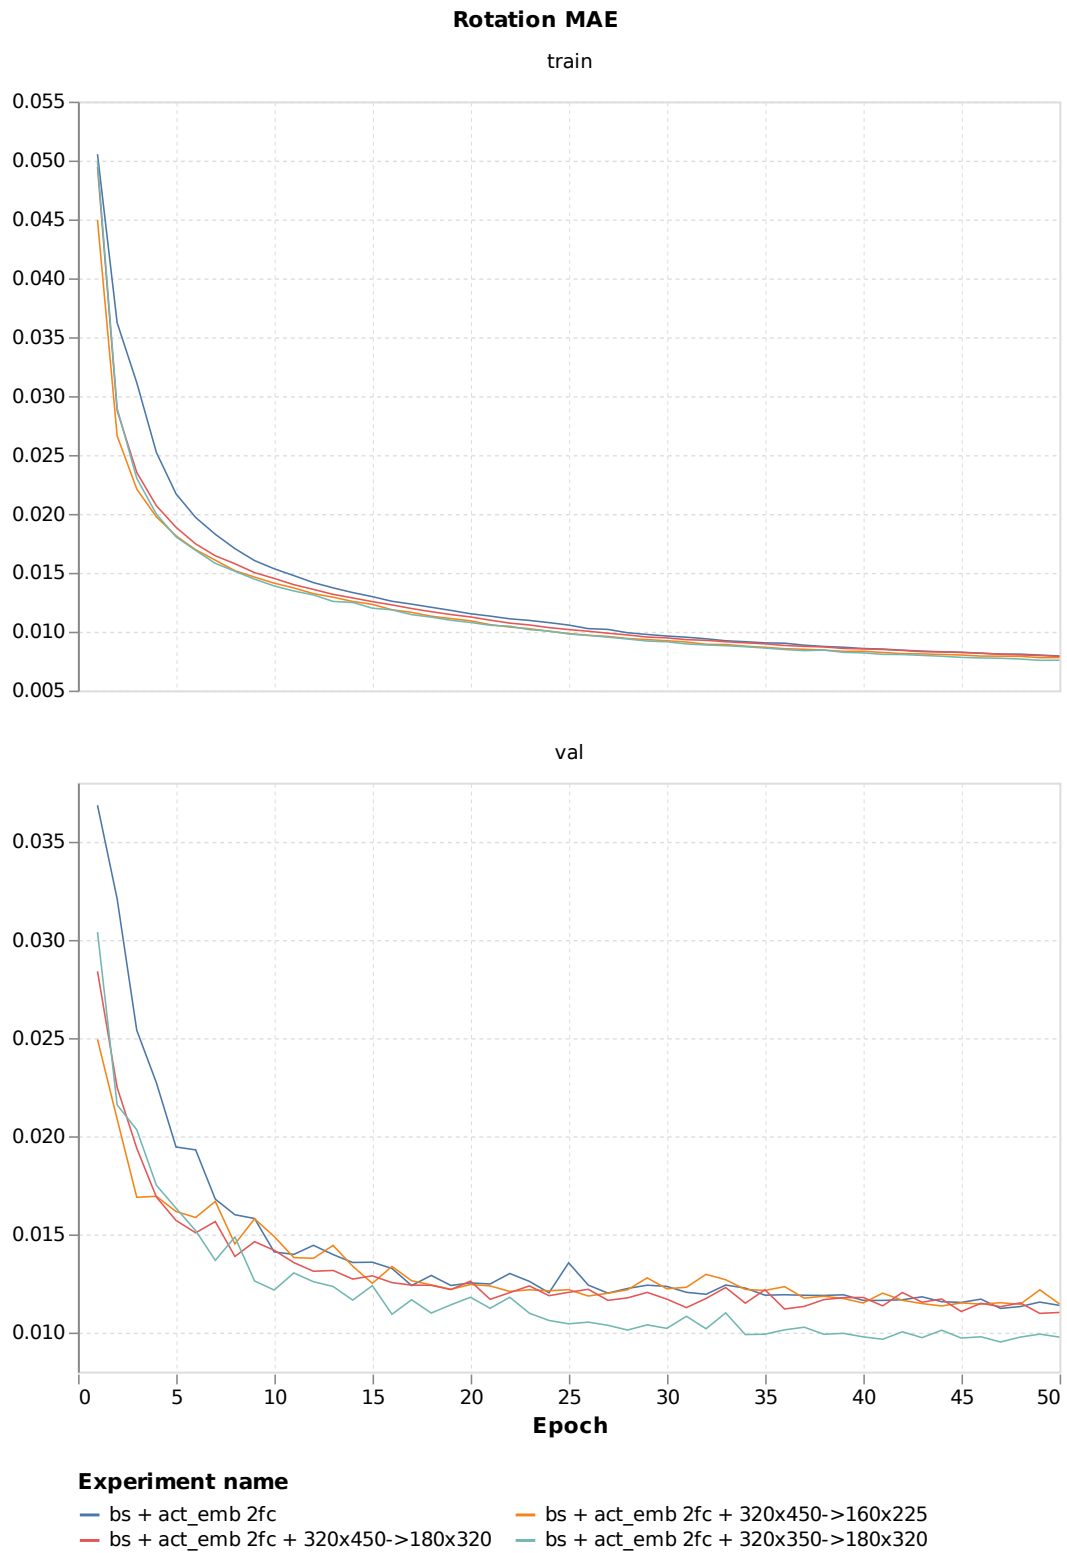 Rotation MAE
train
0.055
0.050
0.045
0.040
0.035
0.030
0.025
0.020
0.015
0.010
0.005
val
0.035
0.030
0.025
0.020
0.015
0.010
0 5 10 15 20 25 30 35 40 45 50
Epoch
Experiment name
bs + act_emb 2fc bs + act_emb 2fc + 320x450->160x225
bs + act_emb 2fc + 320x450->180x320 bs + act_emb 2fc + 320x350->180x320